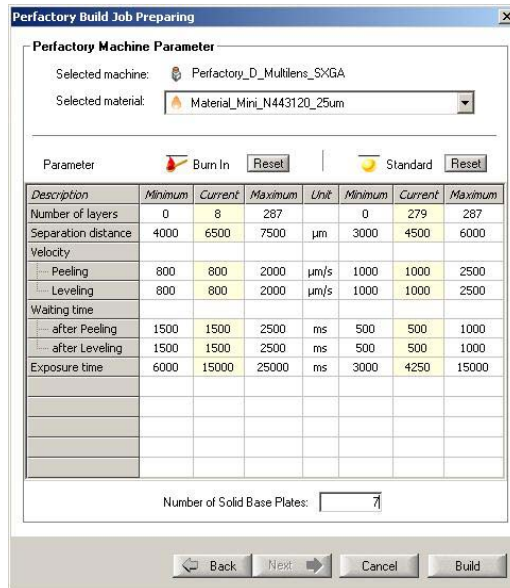 Perfactory Build Job Preparing
Perfactory Machine Parameter
Selected machine: Perfactory_D_Multilens_SXGA
Selected material: Material_Mini_N443120_25um
Parameter Burn In Reset Standard Reset
Description Minimum Current Maximum Unit Minimum Current Maximum
Number of layers 0 8 287 0 279 287
Separation distance 4000 6500 7500 µm 3000 4500 6000
Velocity
Peeling 800 800 2000 µm/s 1000 1000 2500
Leveling 800 800 2000 µm/s 1000 1000 2500
Waiting time
after Peeling 1500 1500 2500 ms 500 500 1000
after Leveling 1500 1500 2500 ms 500 500 1000
Exposure time 6000 15000 25000 ms 3000 4250 15000
Number of Solid Base Plates: 7
Back Next Cancel Build